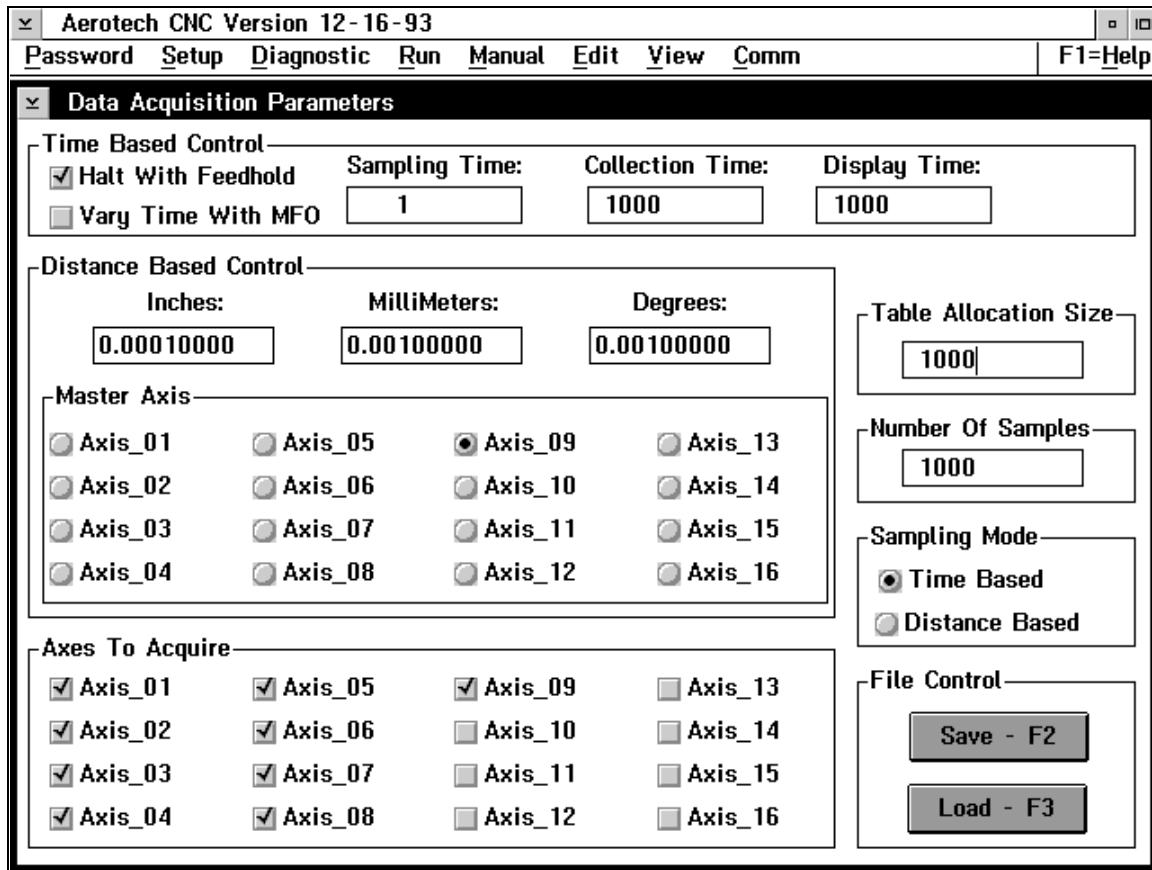 Aerotech CNC Version 12-16-93
Password Setup Diagnostic Run Manual Edit View Comm F1=Help
Data Acquisition Parameters
Time Based Control
Halt With Feedhold
Vary Time With MFO
Sampling Time:
1
Collection Time:
1000
Display Time:
1000
Distance Based Control
Inches: MilliMeters: Degrees:
0.00010000 0.00100000 0.00100000
Master Axis
Axis_01 Axis_05 Axis_09 Axis_13
Axis_02 Axis_06 Axis_10 Axis_14
Axis_03 Axis_07 Axis_11 Axis_15
Axis_04 Axis_08 Axis_12 Axis_16
Axes To Acquire
Axis_01 Axis_05 Axis_09 Axis_13
Axis_02 Axis_06 Axis_10 Axis_14
Axis_03 Axis_07 Axis_11 Axis_15
Axis_04 Axis_08 Axis_12 Axis_16
Table Allocation Size
1000
Number Of Samples
1000
Sampling Mode
Time Based
Distance Based
File Control
Save - F2
Load - F3